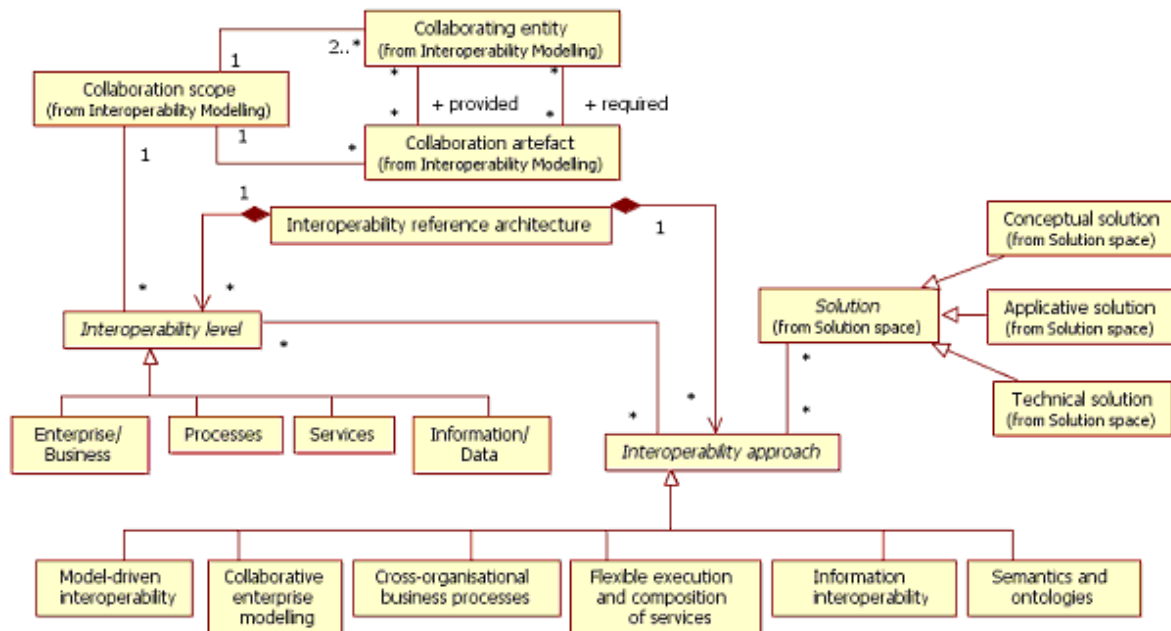 Collaborating entity
(from Interoperability Modelling)
2..*
1
Collaboration scope
(from Interoperability Modelling)
*
*
+ provided
+ required
*
*
1
*
1
Collaboration artefact
(from Interoperability Modelling)
1
Interoperability reference architecture
1
Conceptual solution
(from Solution space)
*
*
Interoperability level
*
Solution
(from Solution space)
Applicative solution
(from Solution space)
*
Technical solution
(from Solution space)
Enterprise/
Business
Processes
Services
Information/
Data
*
*
*
Interoperability approach
Model-driven
interoperability
Collaborative
enterprise
modelling
Cross-organisational
business processes
Flexible execution
and composition
of services
Information
interoperability
Semantics and
ontologies